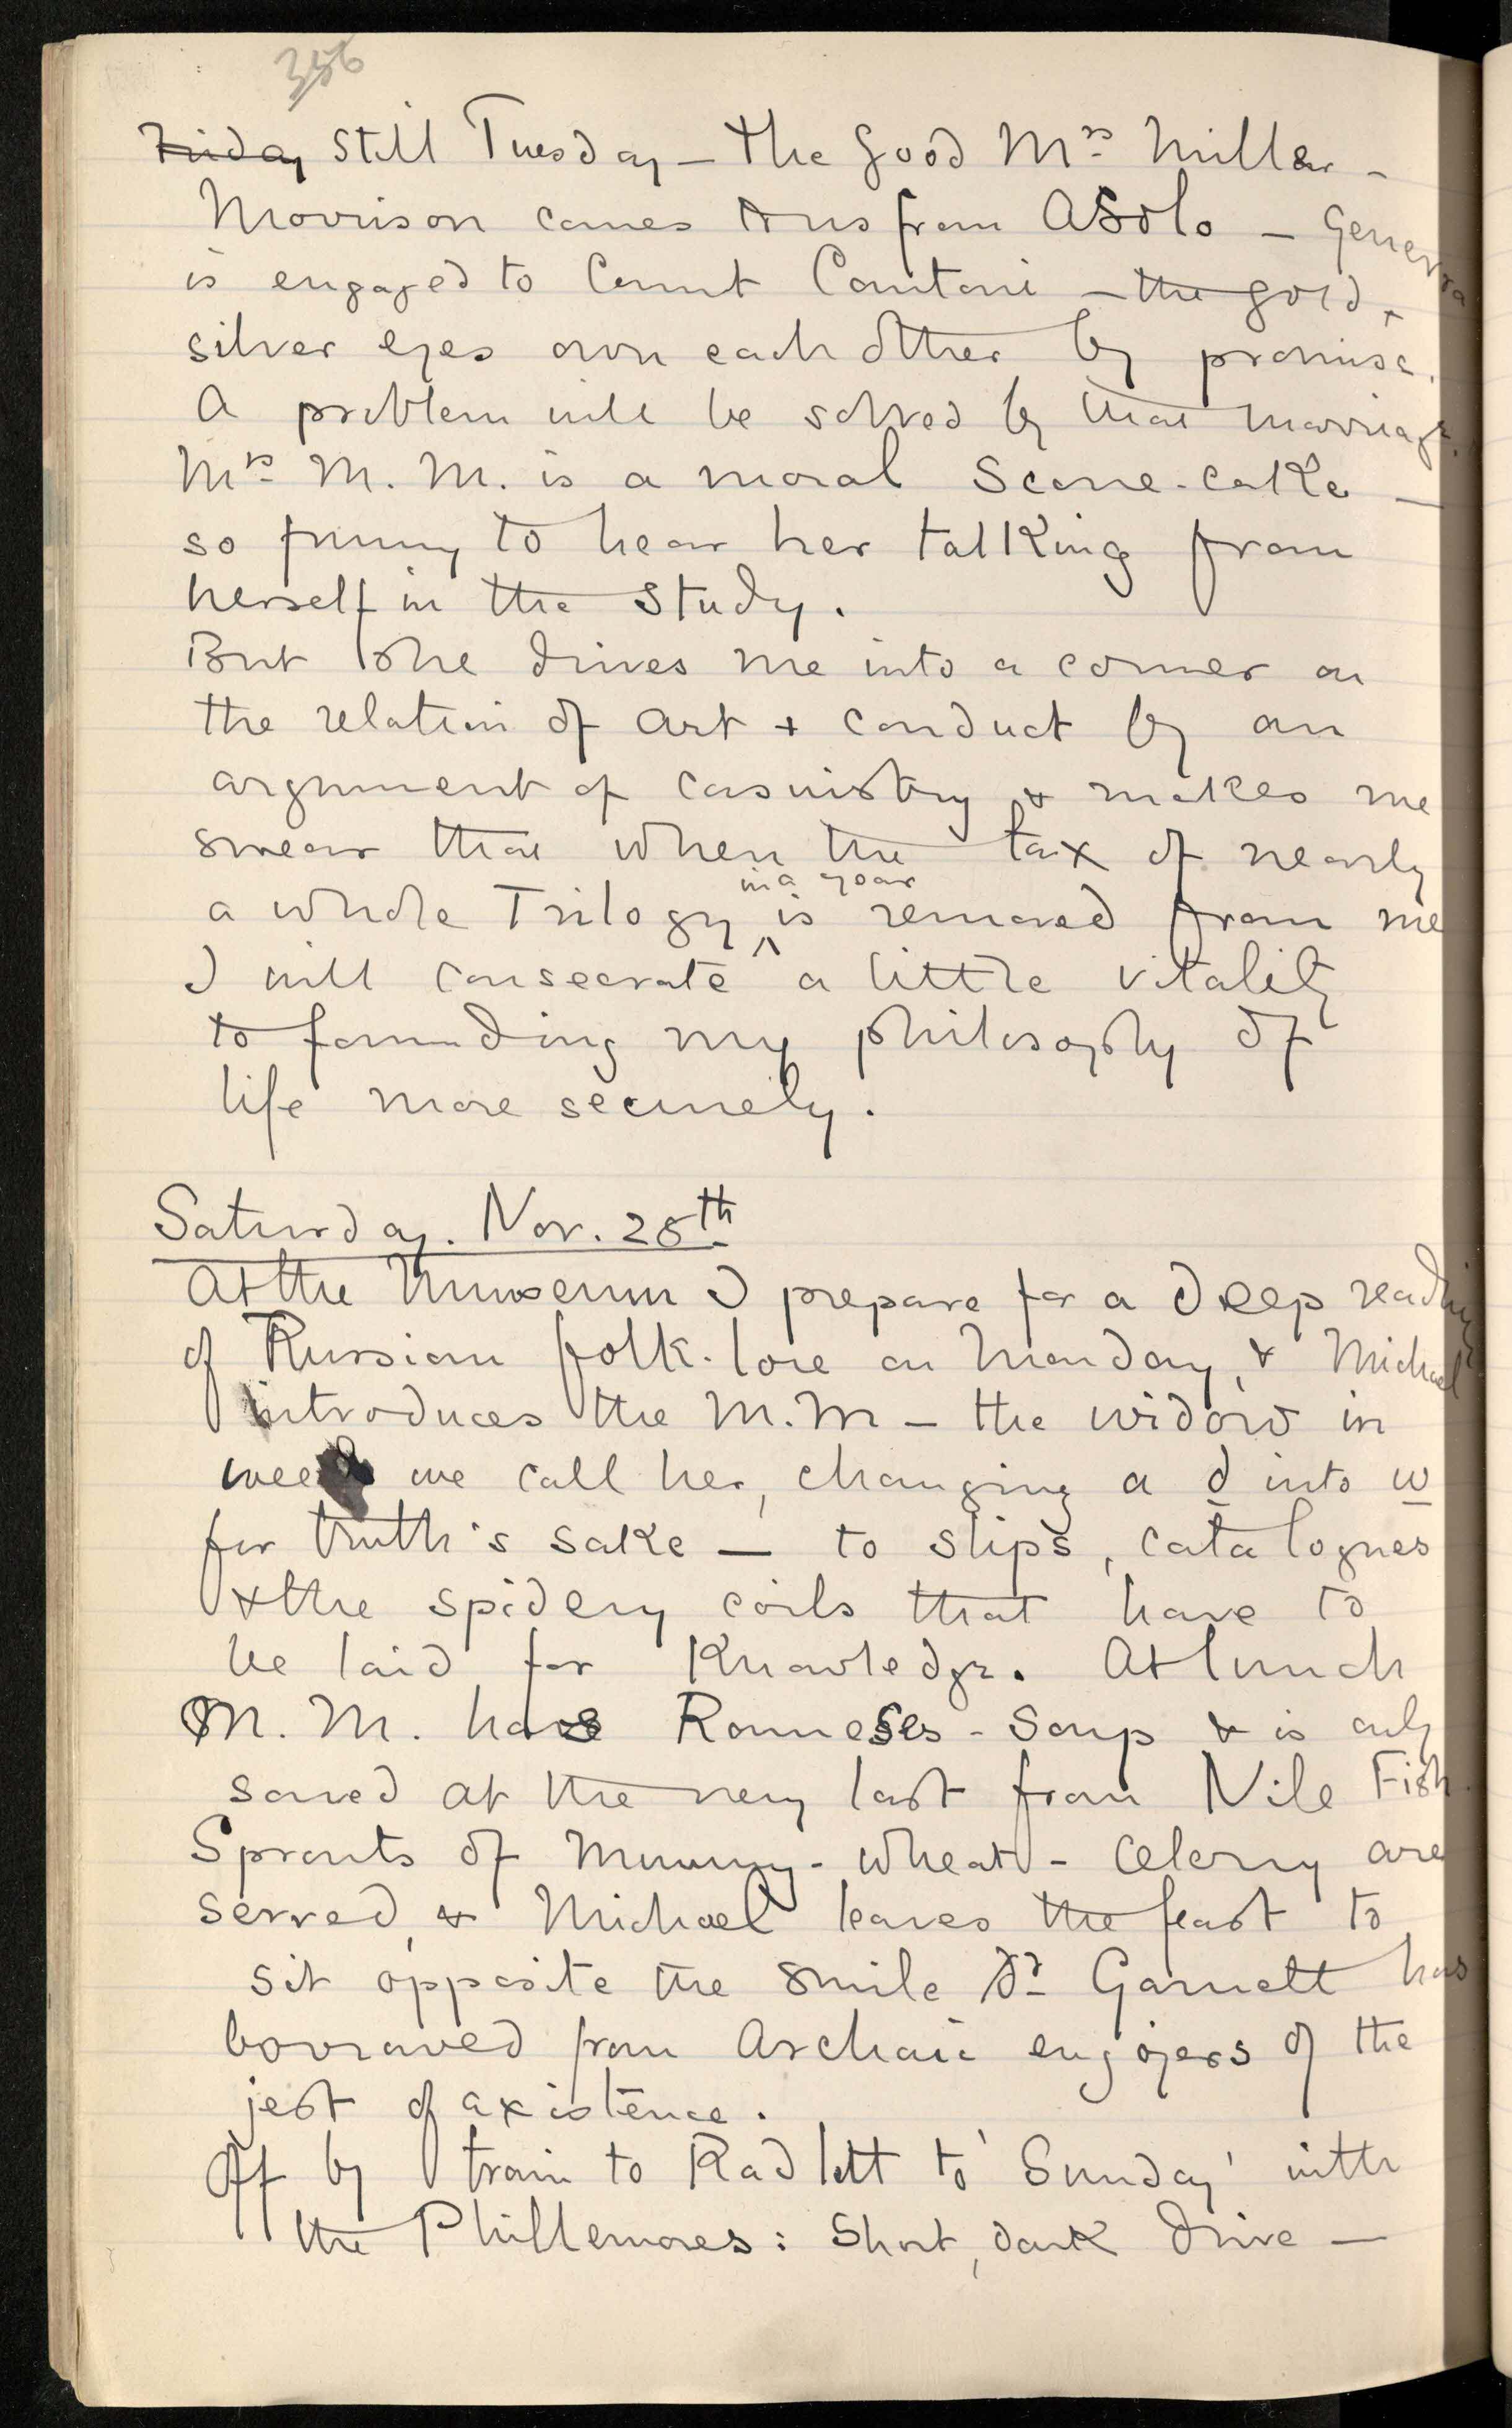 356
Friday Still Tuesday — the good Mrs Miller-
Morrison comes to us from Asolo — Genevra
is engaged to Count Cantoni — the gold, +
silver eyes own each other by promise.
A problem will be solved by that marriage.
Mrs M. M. is a moral Scone-cake —
so funny to hear her talking from
herself in the study.
But she drives me into a corner on
the relation of art + conduct by an
argument of casuistry + makes me
swear that when the tax of nearly
in a year
a whole Trilogy ^ is removed from me
I will consecrate a little vitality
to founding my philosophy of
life more securely.
Saturday. Nov. 28th
At the Museum I prepare for a deep reading
of Russian folk-lore on Monday, + Michael
introduces the M.M — the widow in
weed we call her, changing a d into w
for truth's sake — to slips, catalogues
+ the spidery coils that have to
be laid for Knowledge. At lunch
M. M. has Rameses-Soup + is only
saved at the very last from Nile Fish.
Sprouts of Mummy-wheat-Celery are
served, + Michael leaves the feast to
sit opposite the smile Dr Garnett has
borrowed from Archaic enjoyers of the
jest of existence.
Off by train to Radlett to 'Sunday' with
the Phillemores: Short, dark drive —